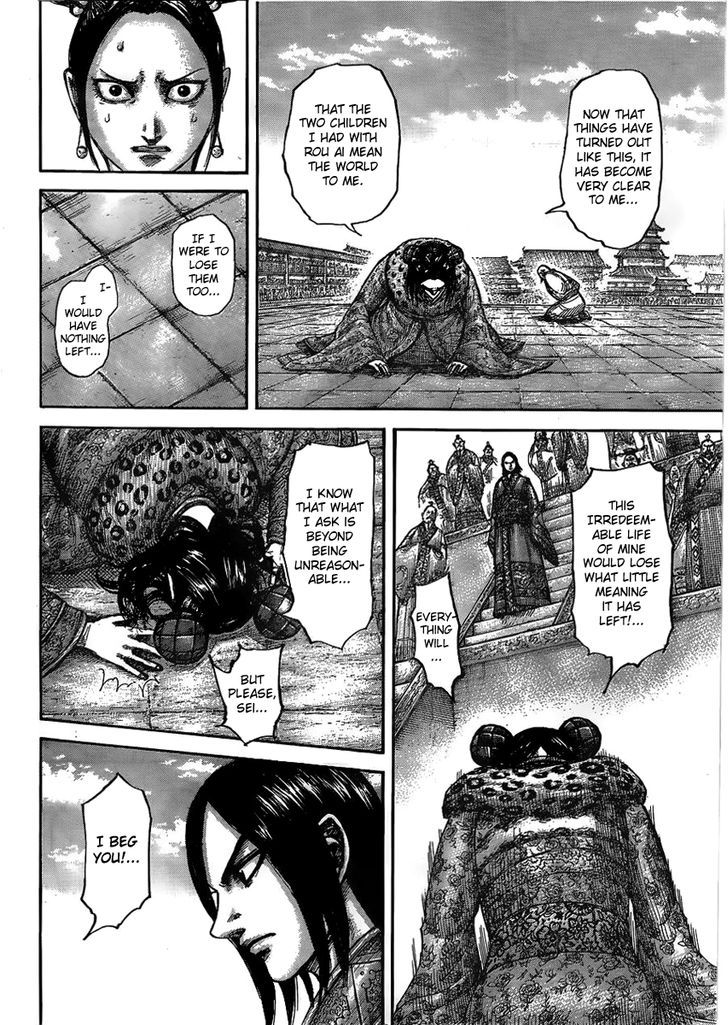 NOW THAT
THINGS HAVE
TURNED OUT
LIKE THIS, IT
HAS BECOME
VERY CLEAR
TO ME...
THAT THE
TWO CHILDREN
I HAD WITH
ROU AI MEAN
THE WORLD
TO ME.
IF I
WERE TO
LOSE
THEM
TOO...
I-
I
WOULD
HAVE
NOTHING
LEFT...
THIS
IRREDEEM-
ABLE LIFE
OF MINE
WOULD LOSE
WHAT LITTLE
MEANING
IT HAS
LEFT!...
EVERY-
THING
WILL
...
I KNOW
THAT WHAT
I ASK IS
BEYOND
BEING
UNREASON-
ABLE...
BUT
PLEASE,
SEI...
I BEG
YOU!...